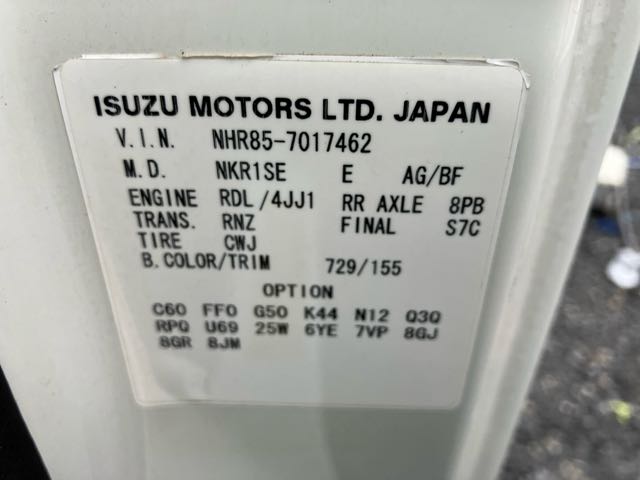 ISUZU MOTORS LTD. JAPAN
V.I.N. NHR85-7017462
M.D. NKR1SE E AG/BF
ENGINE RDL/4JJ1 RR AXLE 8PB
TRANS. RNZ FINAL S7C
TIRE CWJ
B.COLOR/TRIM 729/155
OPTION
C60 FF0 G50 K44 N12 Q3Q
RPQ U69 25W 6YE 7VP 8GJ
8GR 8JM